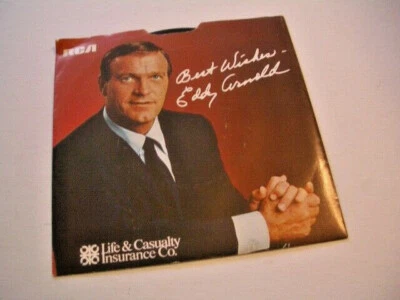 RCA
Best Wishes -
Eddy Arnold
Life & Casualty
Insurance Co.